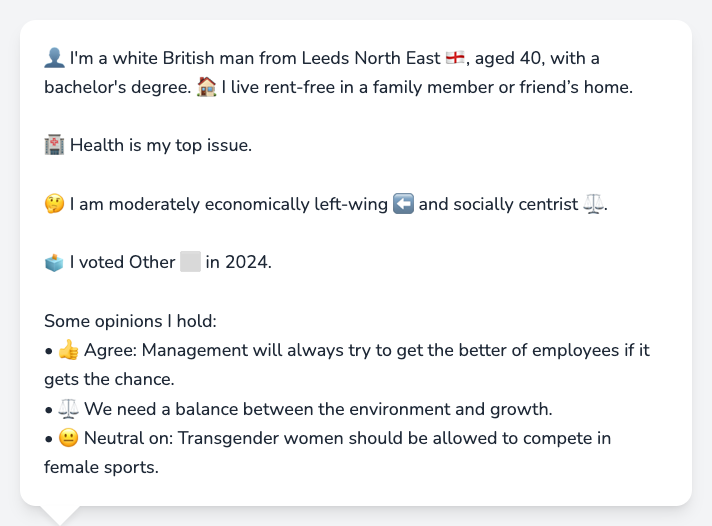 👤 I'm a white British man from Leeds North East 🏴󠁧󠁢󠁥󠁮󠁧󠁿, aged 40, with a
bachelor's degree. 🏠 I live rent-free in a family member or friend’s home.
🏥 Health is my top issue.
🤔 I am moderately economically left-wing ⬅️ and socially centrist ⚖️.
🗳️ I voted Other ⬜ in 2024.
Some opinions I hold:
• 👍 Agree: Management will always try to get the better of employees if it
gets the chance.
• ⚖️ We need a balance between the environment and growth.
• 😐 Neutral on: Transgender women should be allowed to compete in
female sports.